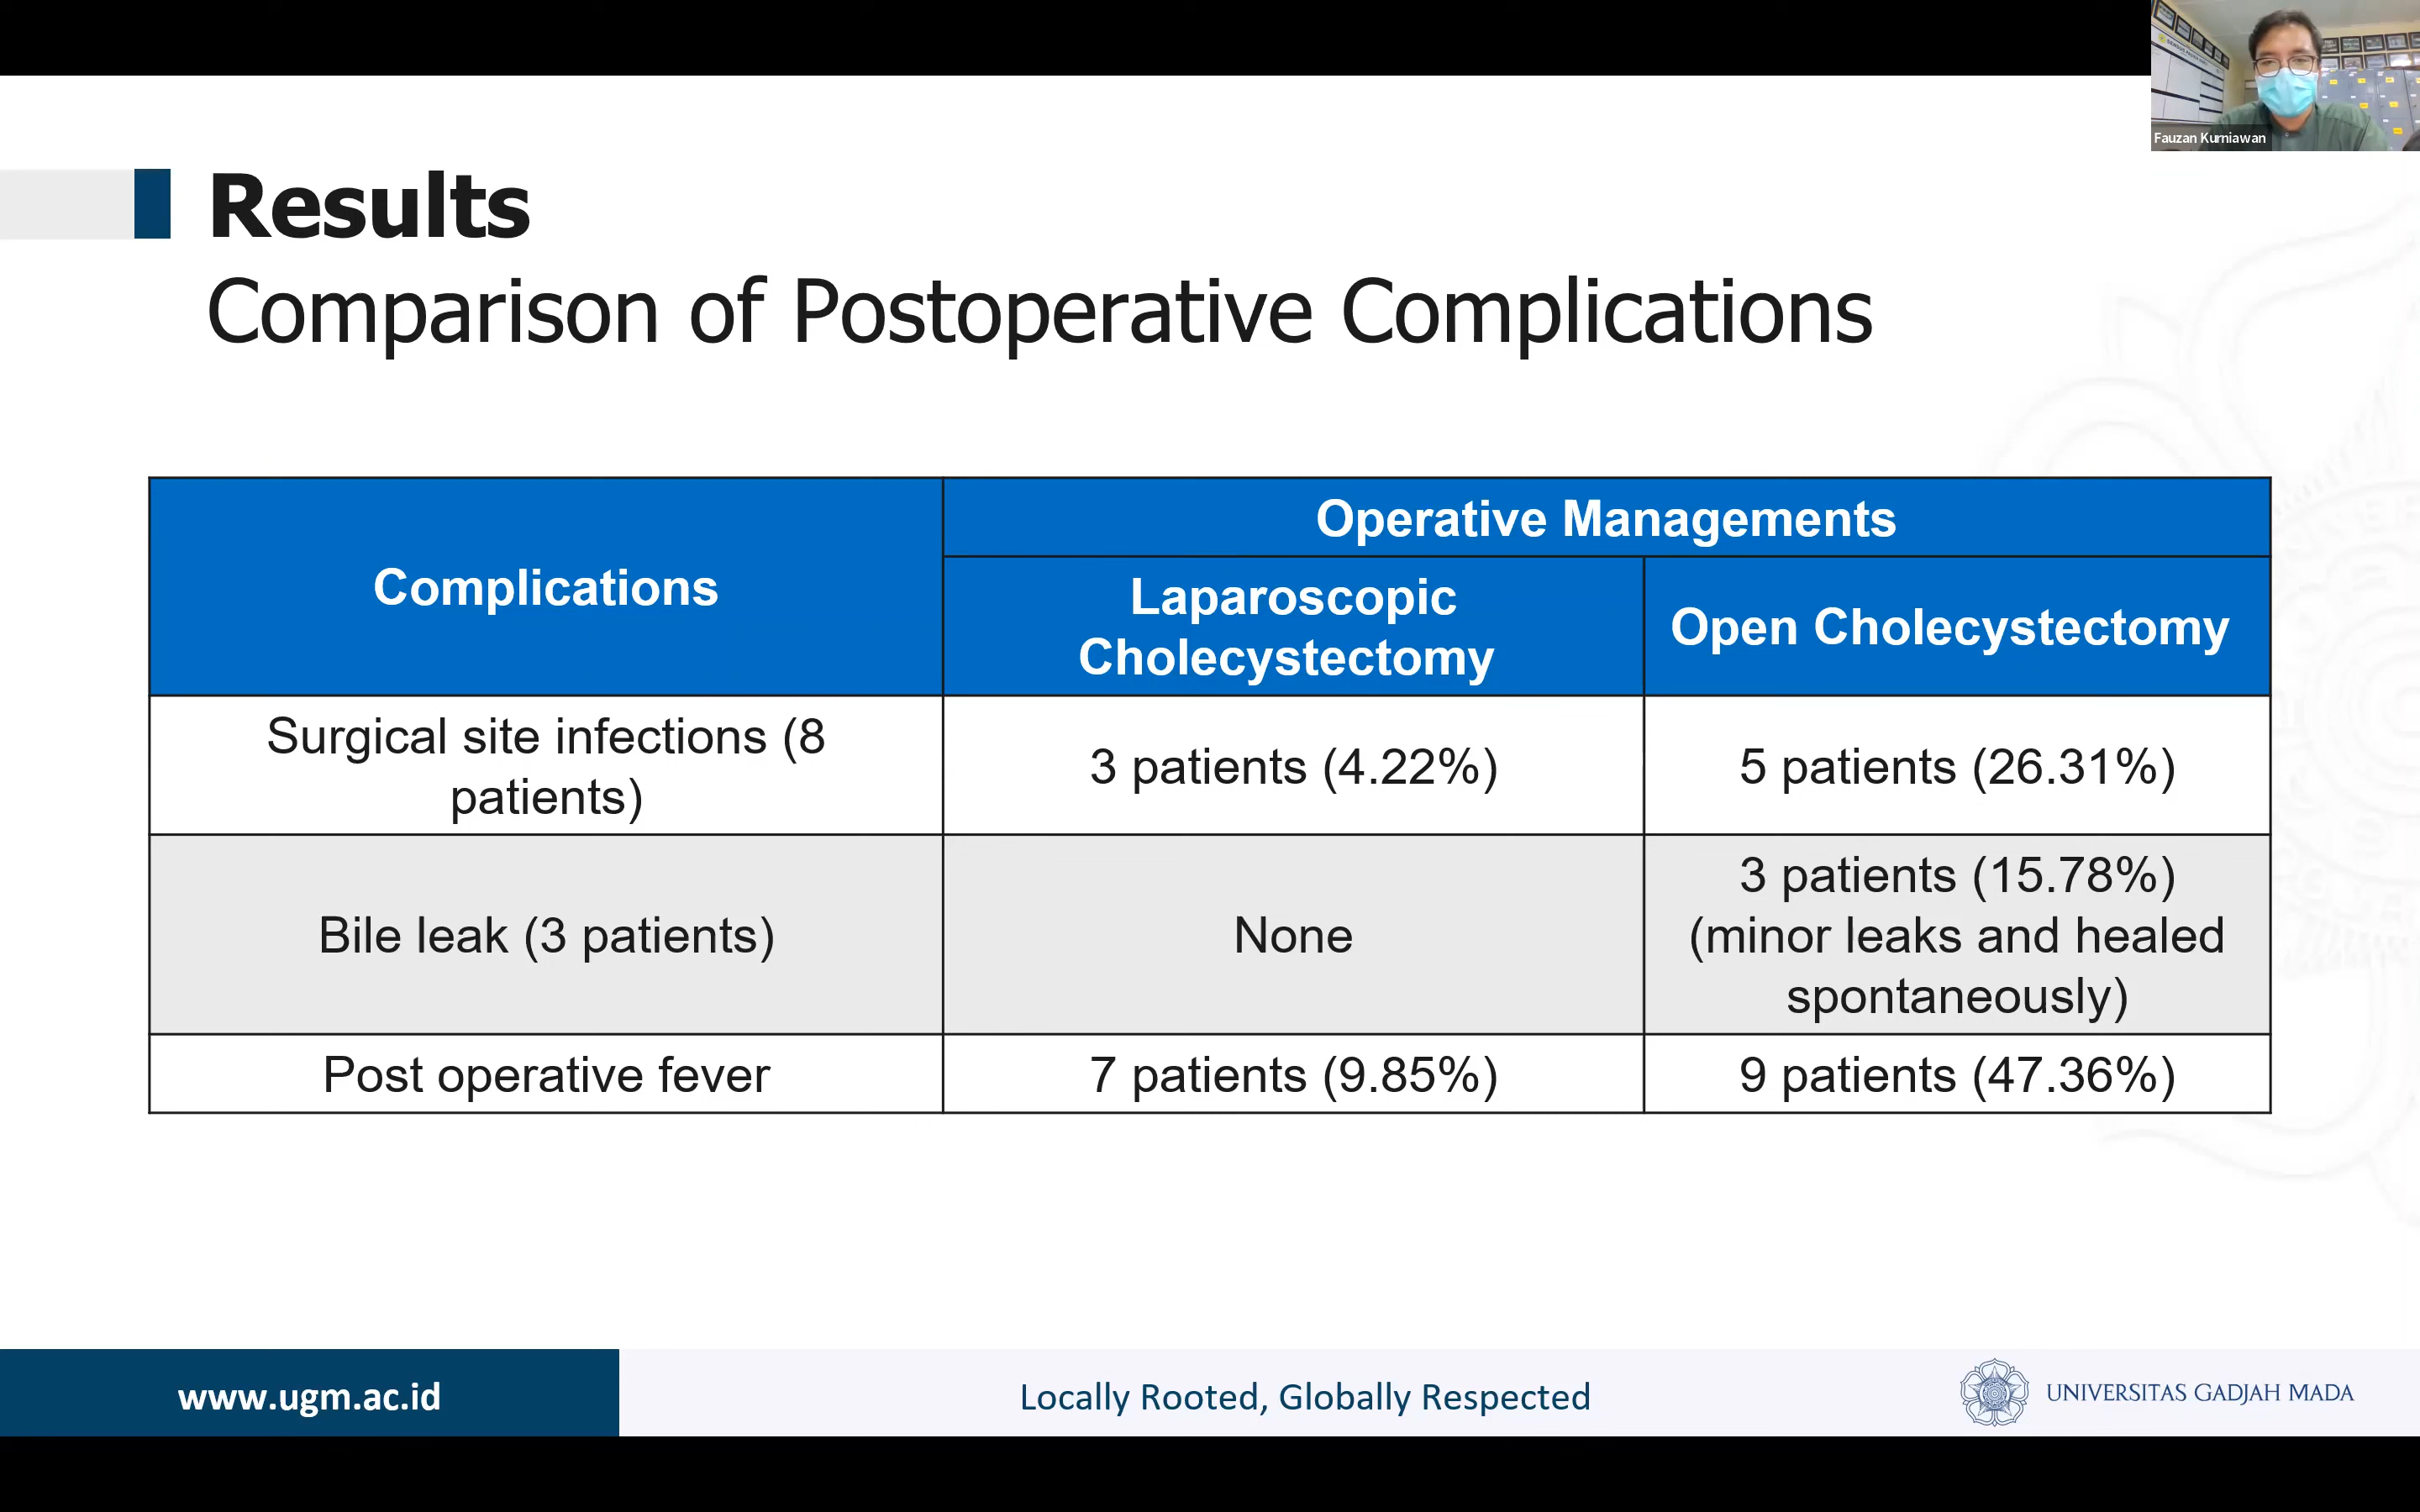 Fauzan Kurniawan
Results
Comparison of Postoperative Complications
Complications
Operative Managements
Laparoscopic
Cholecystectomy
Open Cholecystectomy
Surgical site infections (8
patients)
3 patients (4.22%)
5 patients (26.31%)
Bile leak (3 patients)
None
3 patients (15.78%)
(minor leaks and healed
spontaneously)
Post operative fever
7 patients (9.85%)
9 patients (47.36%)
www.ugm.ac.id
Locally Rooted, Globally Respected
UNIVERSITAS GADJAH MADA